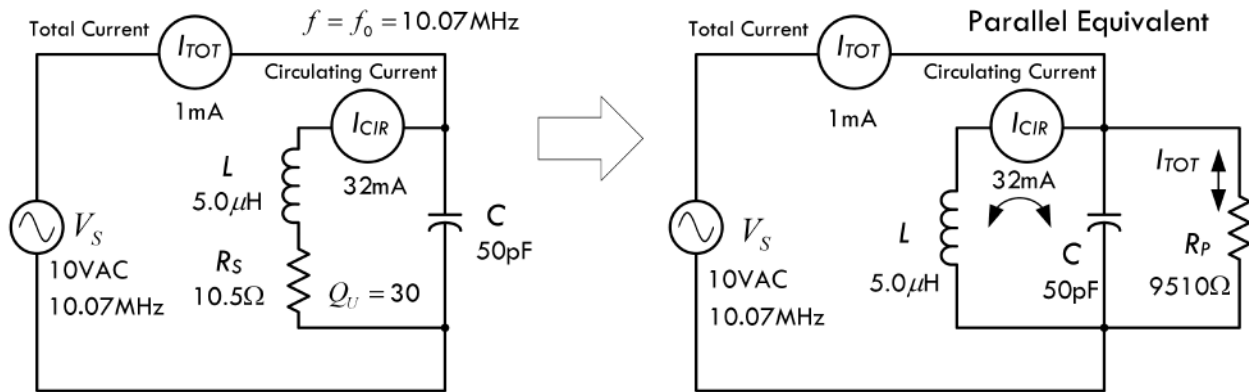 Total Current
I_TOT
1mA
f = f₀ = 10.07MHz
Circulating Current
I_CIR
32mA
L
5.0μH
R_S
10.5Ω
Q_U = 30
C
50pF
V_S
10VAC
10.07MHz
Parallel Equivalent
Total Current
I_TOT
1mA
Circulating Current
I_CIR
32mA
L
5.0μH
C
50pF
I_TOT
R_P
9510Ω
V_S
10VAC
10.07MHz